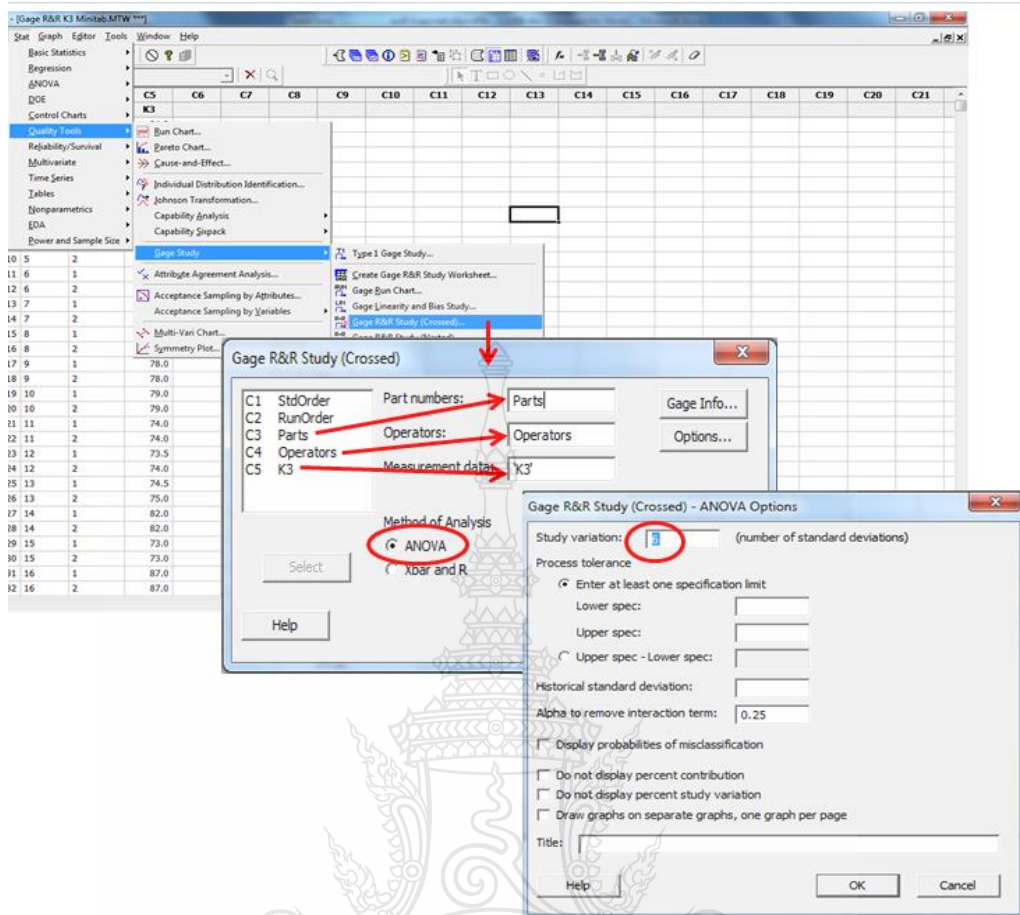 - [Gage R&R K3 Minitab.MTW ***]
Stat Graph Editor Tools Window Help
Basic Statistics
Regression
ANOVA
DOE
Control Charts
Quality Tools
Reliability/Survival
Multivariate
Time Series
Tables
Nonparametrics
EDA
Power and Sample Size
C5 C6 C7 C8 C9 C10 C11 C12 C13 C14 C15 C16 C17 C18 C19 C20 C21
K3
Run Chart...
Pareto Chart...
Cause-and-Effect...
Individual Distribution Identification...
Johnson Transformation...
Capability Analysis
Capability Sixpack
Gage Study
Attribute Agreement Analysis...
Acceptance Sampling by Attributes...
Acceptance Sampling by Variables
Multi-Vari Chart...
Symmetry Plot...
Type 1 Gage Study...
Create Gage R&R Study Worksheet...
Gage Run Chart...
Gage Linearity and Bias Study...
Gage R&R Study (Crossed)...
Gage R&R Study (Nested)...
10 5 2
11 6 1
12 6 2
13 7 1
14 7 2
15 8 1
16 8 2
17 9 1 78.0
18 9 2 78.0
19 10 1 79.0
20 10 2 79.0
21 11 1 74.0
22 11 2 74.0
23 12 1 73.5
24 12 2 74.0
25 13 1 74.5
26 13 2 75.0
27 14 1 82.0
28 14 2 82.0
29 15 1 73.0
30 15 2 73.0
31 16 1 87.0
32 16 2 87.0
Gage R&R Study (Crossed)
C1 StdOrder
C2 RunOrder
C3 Parts
C4 Operators
C5 K3
Part numbers: Parts
Operators: Operators
Measurement data: 'K3'
Gage Info...
Options...
Method of Analysis
ANOVA
Xbar and R
Select
Help
Gage R&R Study (Crossed) - ANOVA Options
Study variation: 6 (number of standard deviations)
Process tolerance
Enter at least one specification limit
Lower spec:
Upper spec:
Upper spec - Lower spec:
Historical standard deviation:
Alpha to remove interaction term: 0.25
Display probabilities of misclassification
Do not display percent contribution
Do not display percent study variation
Draw graphs on separate graphs, one graph per page
Title:
Help OK Cancel